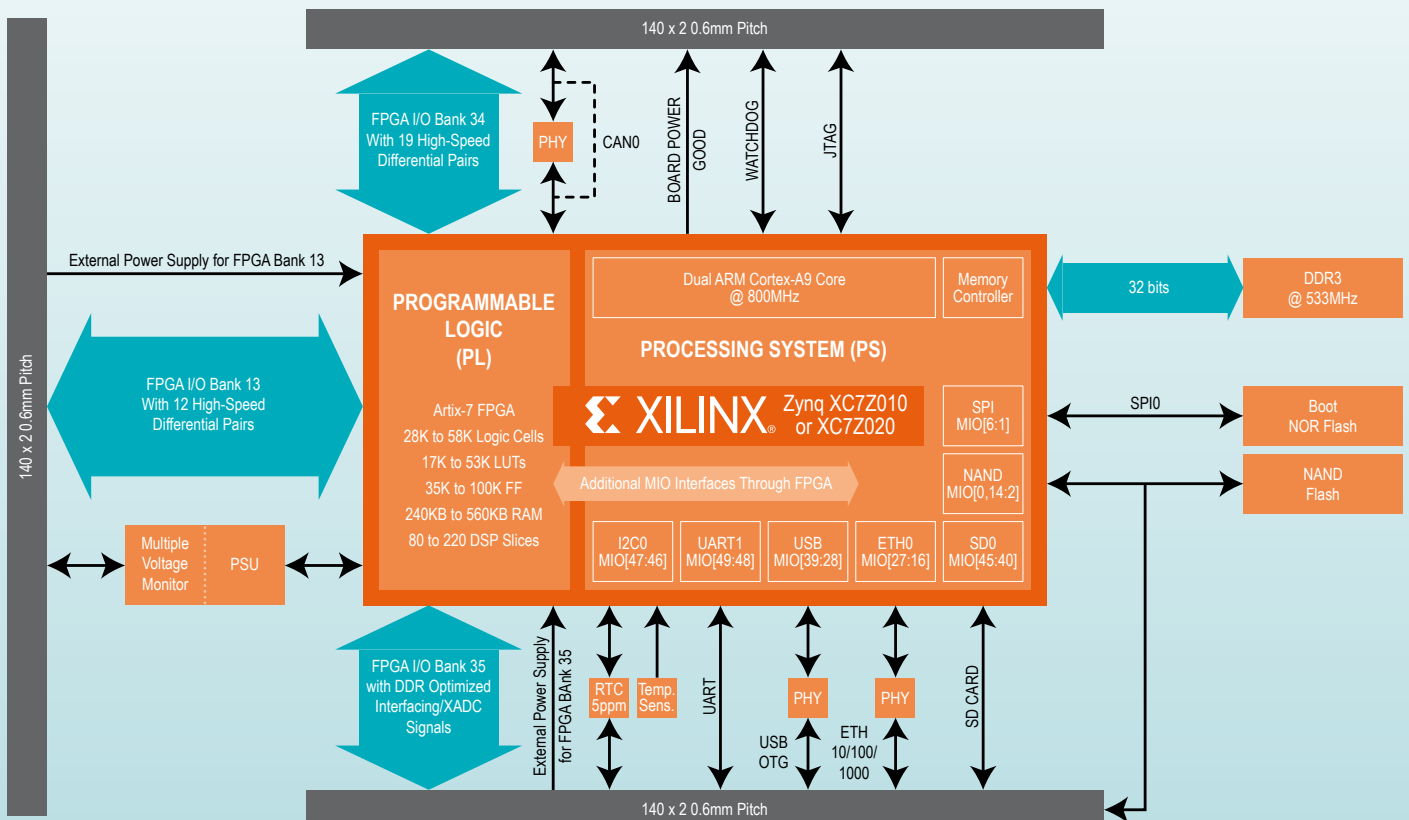 140 x 2 0.6mm Pitch
FPGA I/O Bank 34
With 19 High-Speed
Differential Pairs
PHY
CAN0
BOARD POWER
GOOD
WATCHDOG
JTAG
External Power Supply for FPGA Bank 13
140 x 2 0.6mm Pitch
FPGA I/O Bank 13
With 12 High-Speed
Differential Pairs
Multiple
Voltage
Monitor
PSU
PROGRAMMABLE
LOGIC
(PL)
Artix-7 FPGA
28K to 58K Logic Cells
17K to 53K LUTs
35K to 100K FF
240KB to 560KB RAM
80 to 220 DSP Slices
Dual ARM Cortex-A9 Core
@ 800MHz
Memory
Controller
PROCESSING SYSTEM (PS)
XILINX®
Zynq XC7Z010
or XC7Z020
SPI
MIO[6:1]
NAND
MIO[0,14:2]
Additional MIO Interfaces Through FPGA
I2C0
MIO[47:46]
UART1
MIO[49:48]
USB
MIO[39:28]
ETH0
MIO[27:16]
SD0
MIO[45:40]
32 bits
DDR3
@ 533MHz
SPI0
Boot
NOR Flash
NAND
Flash
FPGA I/O Bank 35
with DDR Optimized
Interfacing/XADC
Signals
External Power Supply
for FPGA BAnk 35
RTC
5ppm
Temp.
Sens.
UART
PHY
USB
OTG
PHY
ETH
10/100/
1000
SD CARD
140 x 2 0.6mm Pitch